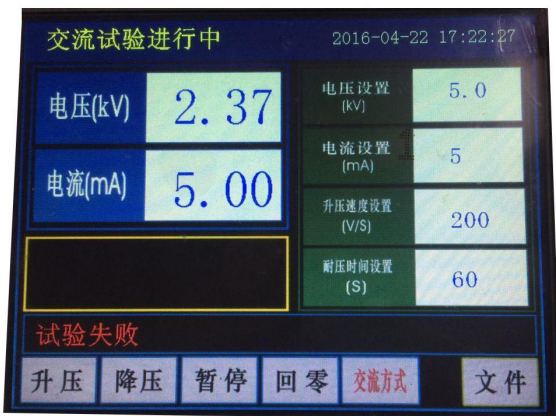 交流试验进行中 2016-04-22 17:22:27
电压(kV) 2.37
电流(mA) 5.00
电压设置 5.0
(kV)
电流设置 5
(mA)
升压速度设置 200
(V/S)
耐压时间设置 60
(S)
试验失败
升压 降压 暂停 回零 交流方式 文件